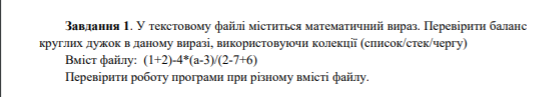 Завдання 1. У текстовому файлі міститься математичний вираз. Перевірити баланс
круглих дужок в даному виразі, використовуючи колекції (список/стек/чергу)
Вміст файлу: (1+2)-4*(a-3)/(2-7+6)
Перевірити роботу програми при різному вмісті файлу.